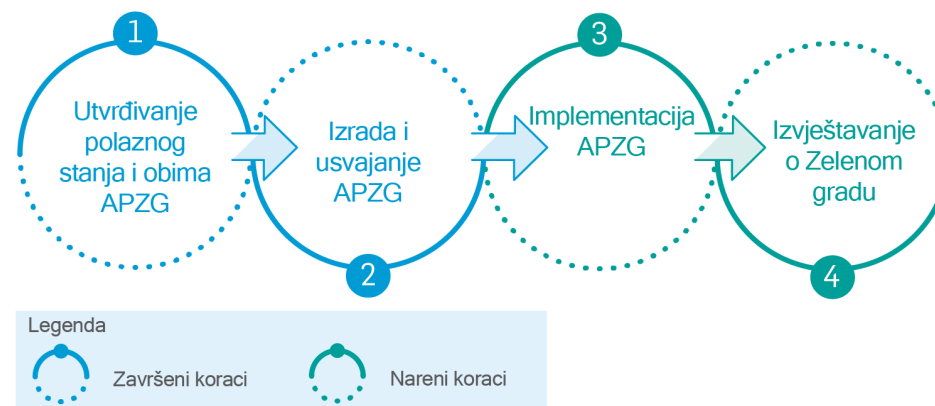 1
Utvrđivanje
polaznog
stanja i obima
APZG
2
Izrada i
usvajanje
APZG
3
Implementacija
APZG
4
Izvještavanje
o Zelenom
gradu
Legenda
Završeni koraci
Nareni koraci